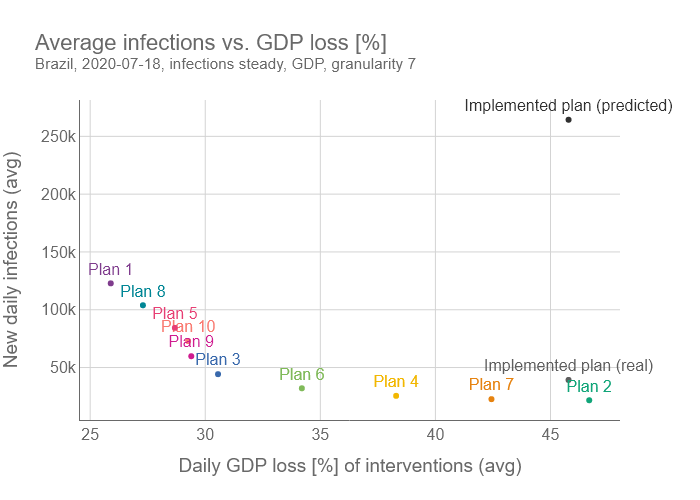 Average infections vs. GDP loss [%]
Brazil, 2020-07-18, infections steady, GDP, granularity 7
Implemented plan (predicted)
250k
200k
150k
Plan 1
Plan 8
100k
Plan 5
Plan 10
Plan 9
Plan 3
50k
Implemented plan (real)
Plan 6
Plan 4
Plan 7
Plan 2
New daily infections (avg)
25
30
35
40
45
Daily GDP loss [%] of interventions (avg)